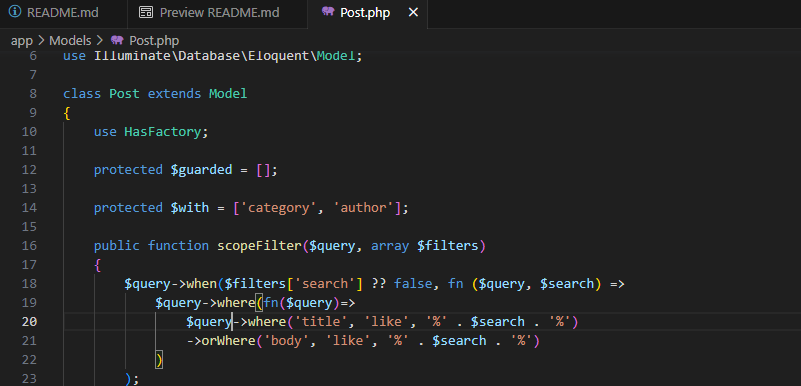 README.md Preview README.md Post.php
app > Models > Post.php
6 use Illuminate\Database\Eloquent\Model;
7
8 class Post extends Model
9 {
10     use HasFactory;
11
12     protected $guarded = [];
13
14     protected $with = ['category', 'author'];
15
16     public function scopeFilter($query, array $filters)
17     {
18         $query->when($filters['search'] ?? false, fn ($query, $search) =>
19             $query->where(fn($query)=>
20                 $query->where('title', 'like', '%' . $search . '%')
21                 ->orWhere('body', 'like', '%' . $search . '%')
22             )
23         );